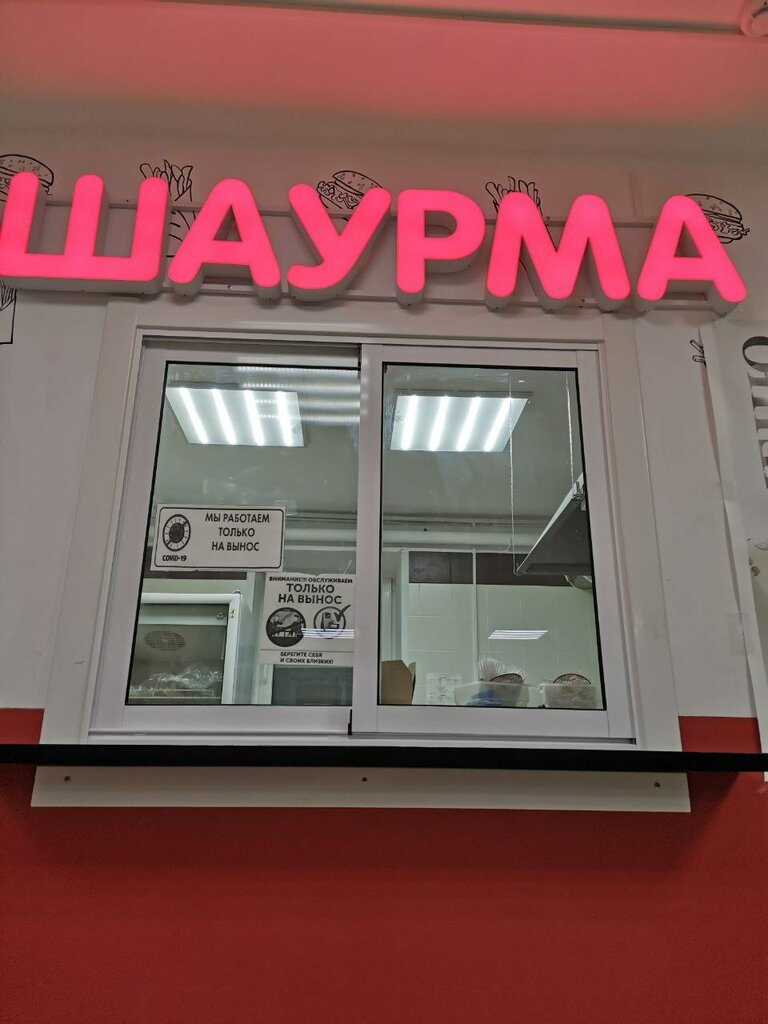 ШАУРМА
МЫ РАБОТАЕМ
ТОЛЬКО
НА ВЫНОС
COVID-19
ВНИМАНИЕ!!! ОБСЛУЖИВАЕМ
ТОЛЬКО
НА ВЫНОС
БЕРЕГИТЕ СЕБЯ
И СВОИХ БЛИЗКИХ!